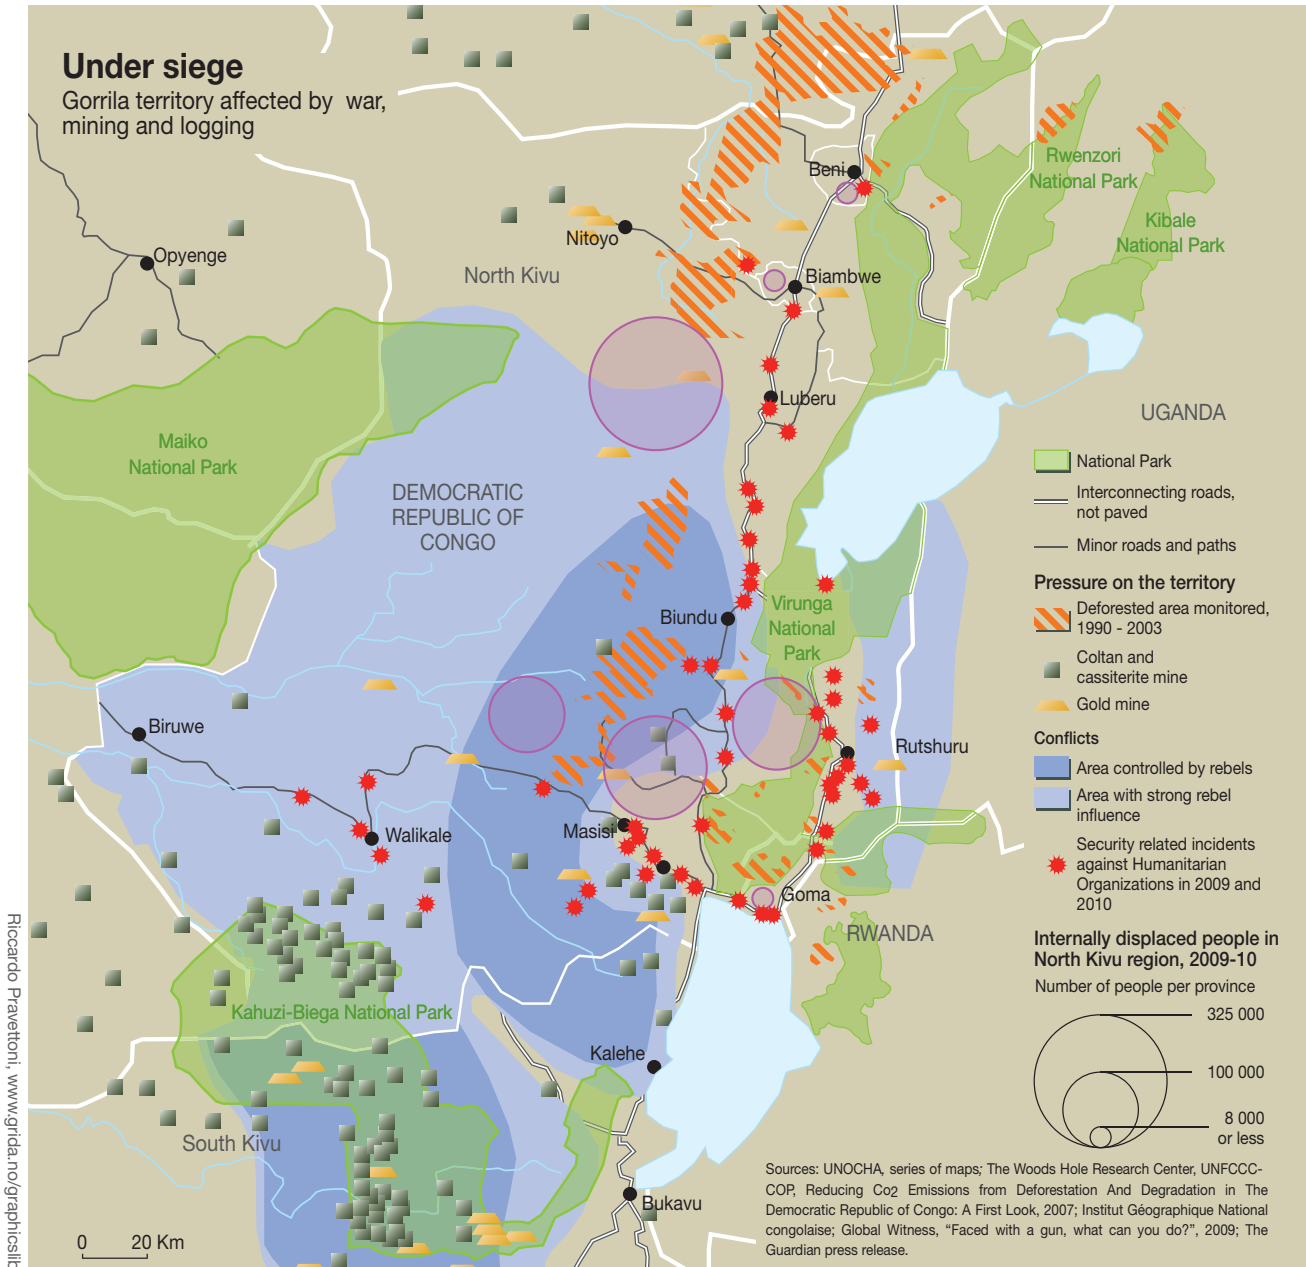 Under siege
Gorrila territory affected by war,
mining and logging
Beni
Rwenzori
National Park
Kibale
National Park
Nitoyo
Opyenge
North Kivu
Biambwe
Luberu
UGANDA
Maiko
National Park
DEMOCRATIC
REPUBLIC OF
CONGO
Biundu
Virunga
National
Park
Biruwe
Rutshuru
Walikale
Masisi
Goma
RWANDA
Kahuzi-Biega National Park
Kalehe
South Kivu
Bukavu
0 20 Km
National Park
Interconnecting roads,
not paved
Minor roads and paths
Pressure on the territory
Deforested area monitored,
1990 - 2003
Coltan and
cassiterite mine
Gold mine
Conflicts
Area controlled by rebels
Area with strong rebel
influence
Security related incidents
against Humanitarian
Organizations in 2009 and
2010
Internally displaced people in
North Kivu region, 2009-10
Number of people per province
325 000
100 000
8 000
or less
Sources: UNOCHA, series of maps; The Woods Hole Research Center, UNFCCC-
COP, Reducing Co2 Emissions from Deforestation And Degradation in The
Democratic Republic of Congo: A First Look, 2007; Institut Géographique National
congolaise; Global Witness, “Faced with a gun, what can you do?”, 2009; The
Guardian press release.
Riccardo Pravettoni, www.grida.no/graphicslib